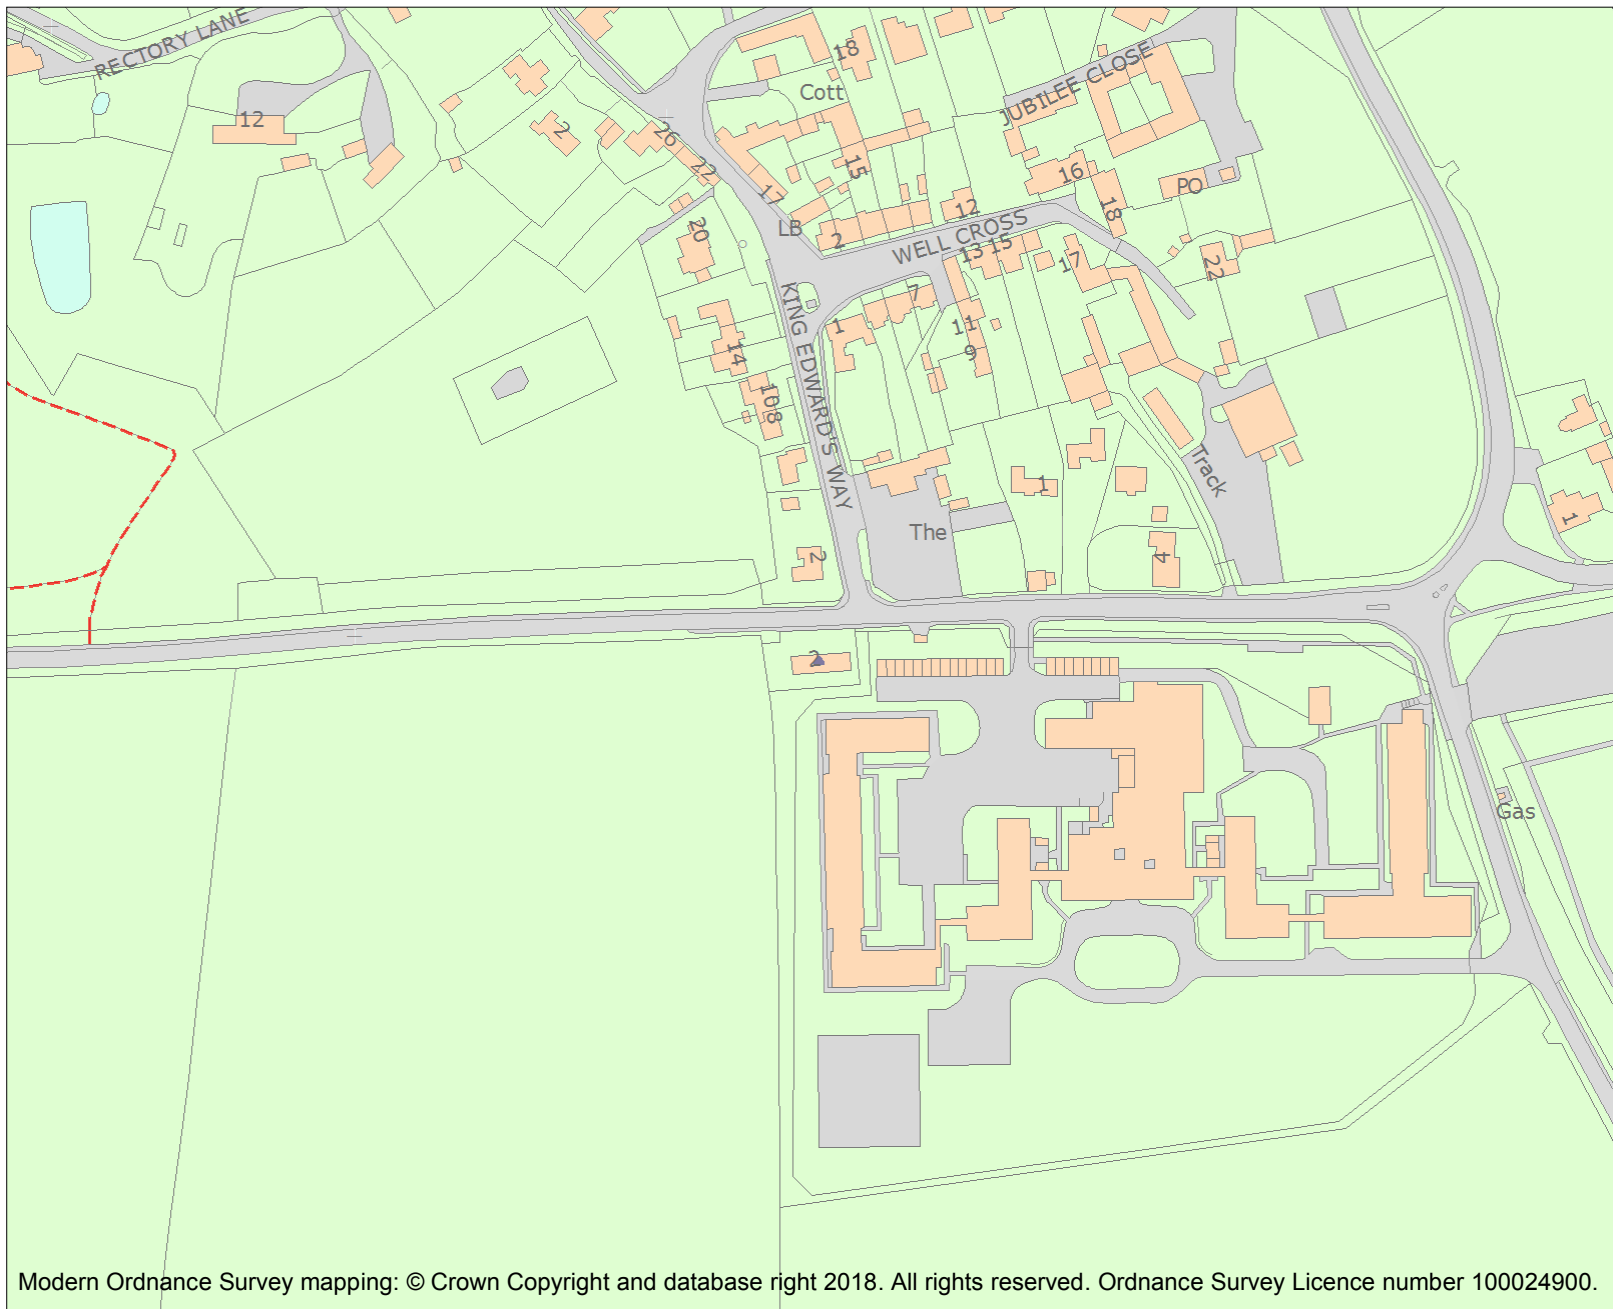 RECTORY LANE
18
JUBILEE CLOSE
Cott
12
2
26
22
15
16
PO
17
18
12
20
LB
2
WELL CROSS
13
15
17
22
KING EDWARD'S WAY
7
1
11
9
14
108
Track
1
1
The
2
4
2
Gas
Modern Ordnance Survey mapping: © Crown Copyright and database right 2018. All rights reserved. Ordnance Survey Licence number 100024900.